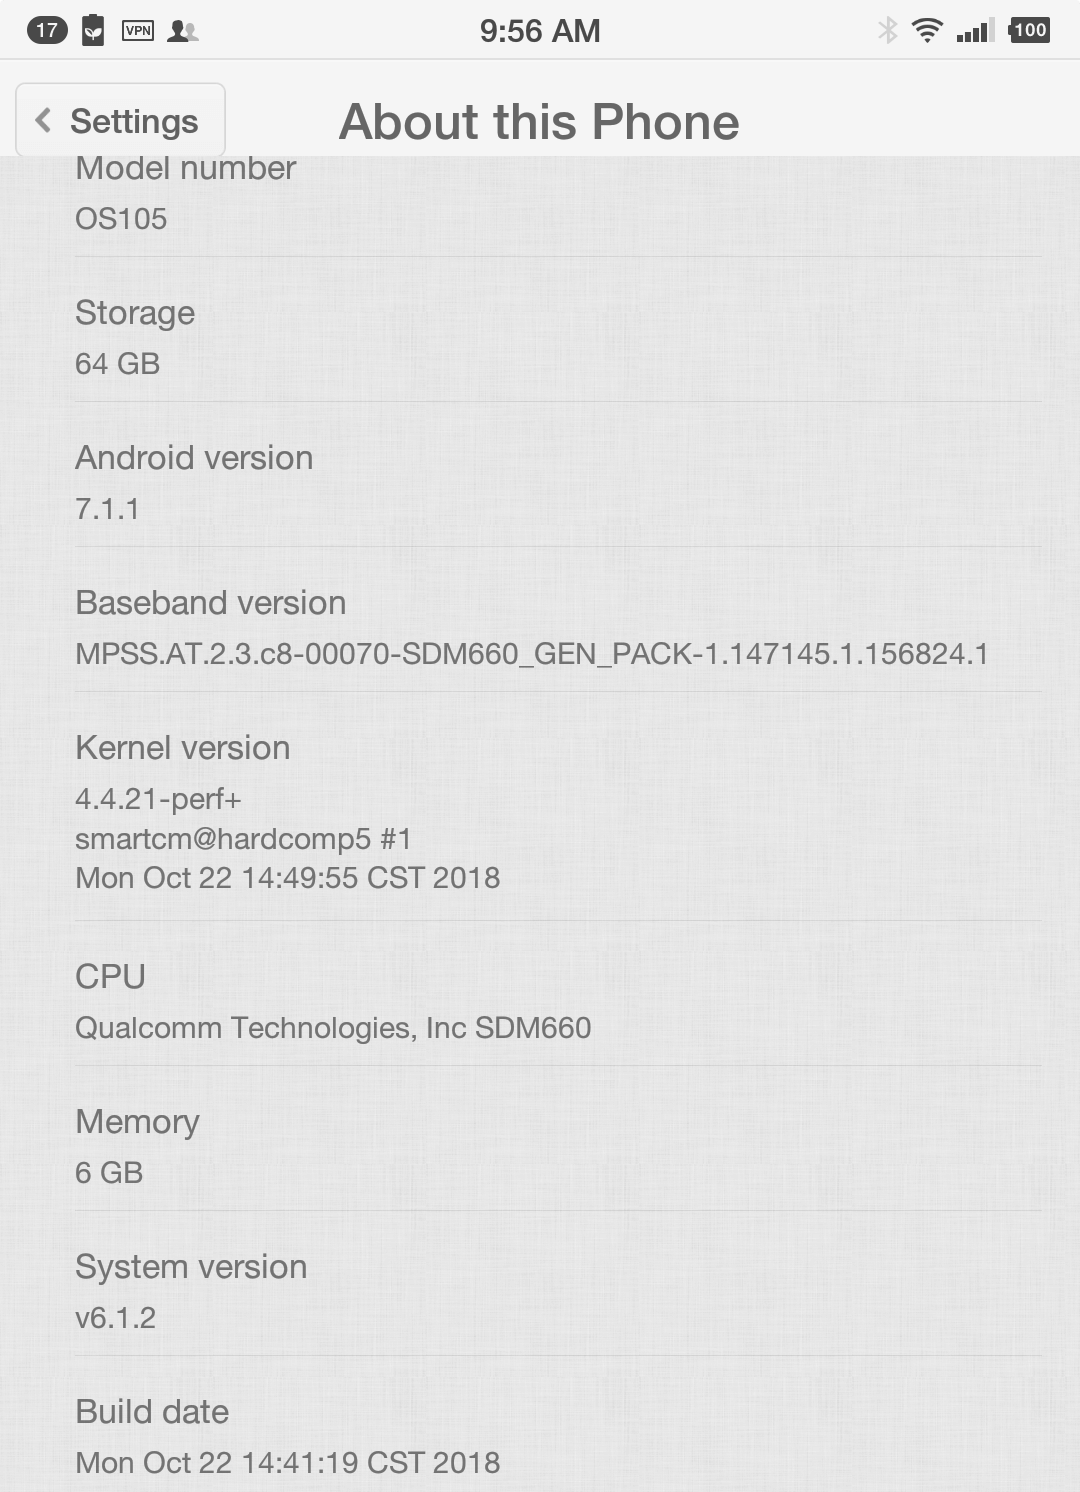 17 VPN 9:56 AM 100
Settings About this Phone
Model number
OS105
Storage
64 GB
Android version
7.1.1
Baseband version
MPSS.AT.2.3.c8-00070-SDM660_GEN_PACK-1.147145.1.156824.1
Kernel version
4.4.21-perf+
smartcm@hardcomp5 #1
Mon Oct 22 14:49:55 CST 2018
CPU
Qualcomm Technologies, Inc SDM660
Memory
6 GB
System version
v6.1.2
Build date
Mon Oct 22 14:41:19 CST 2018